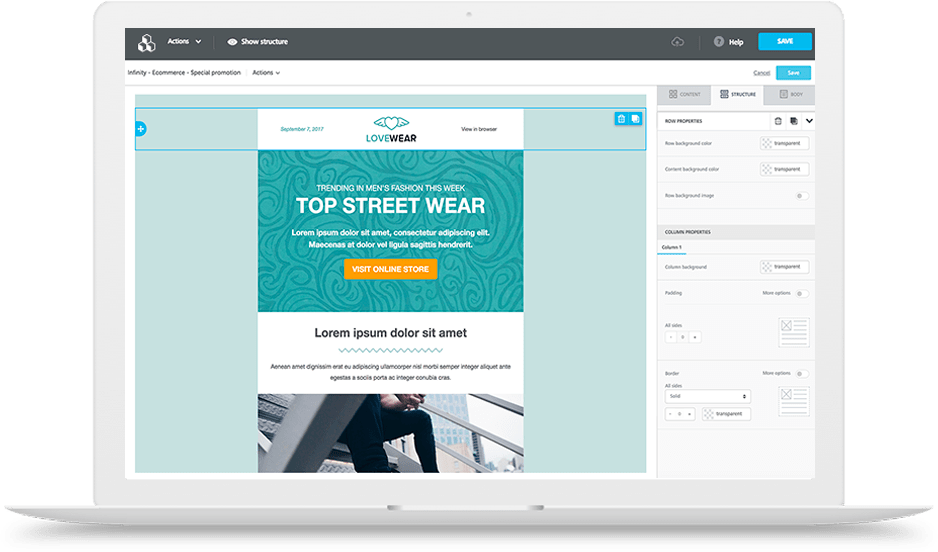 Actions
Show structure
Help
SAVE
Infinity - Ecommerce - Special promotion
Actions
Cancel
Save
CONTENT
STRUCTURE
BODY
September 7, 2017
LOVEWEAR
View in browser
TRENDING IN MEN'S FASHION THIS WEEK
TOP STREET WEAR
Lorem ipsum dolor sit amet, consectetur adipiscing elit.
Maecenas at dolor vel ligula sagittis hendrerit.
VISIT ONLINE STORE
Lorem ipsum dolor sit amet
Aenean amet dignissim erat eu adipiscing ullamcorper nisl morbi semper integer aliquet ante
egestas a sociis porta ac integer conubia cras.
ROW PROPERTIES
Row background color
transparent
Content background color
transparent
Row background image
COLUMN PROPERTIES
Column 1
Column background
transparent
Padding
More options
All sides
- 0 +
Border
More options
All sides
Solid
- 0 +
transparent